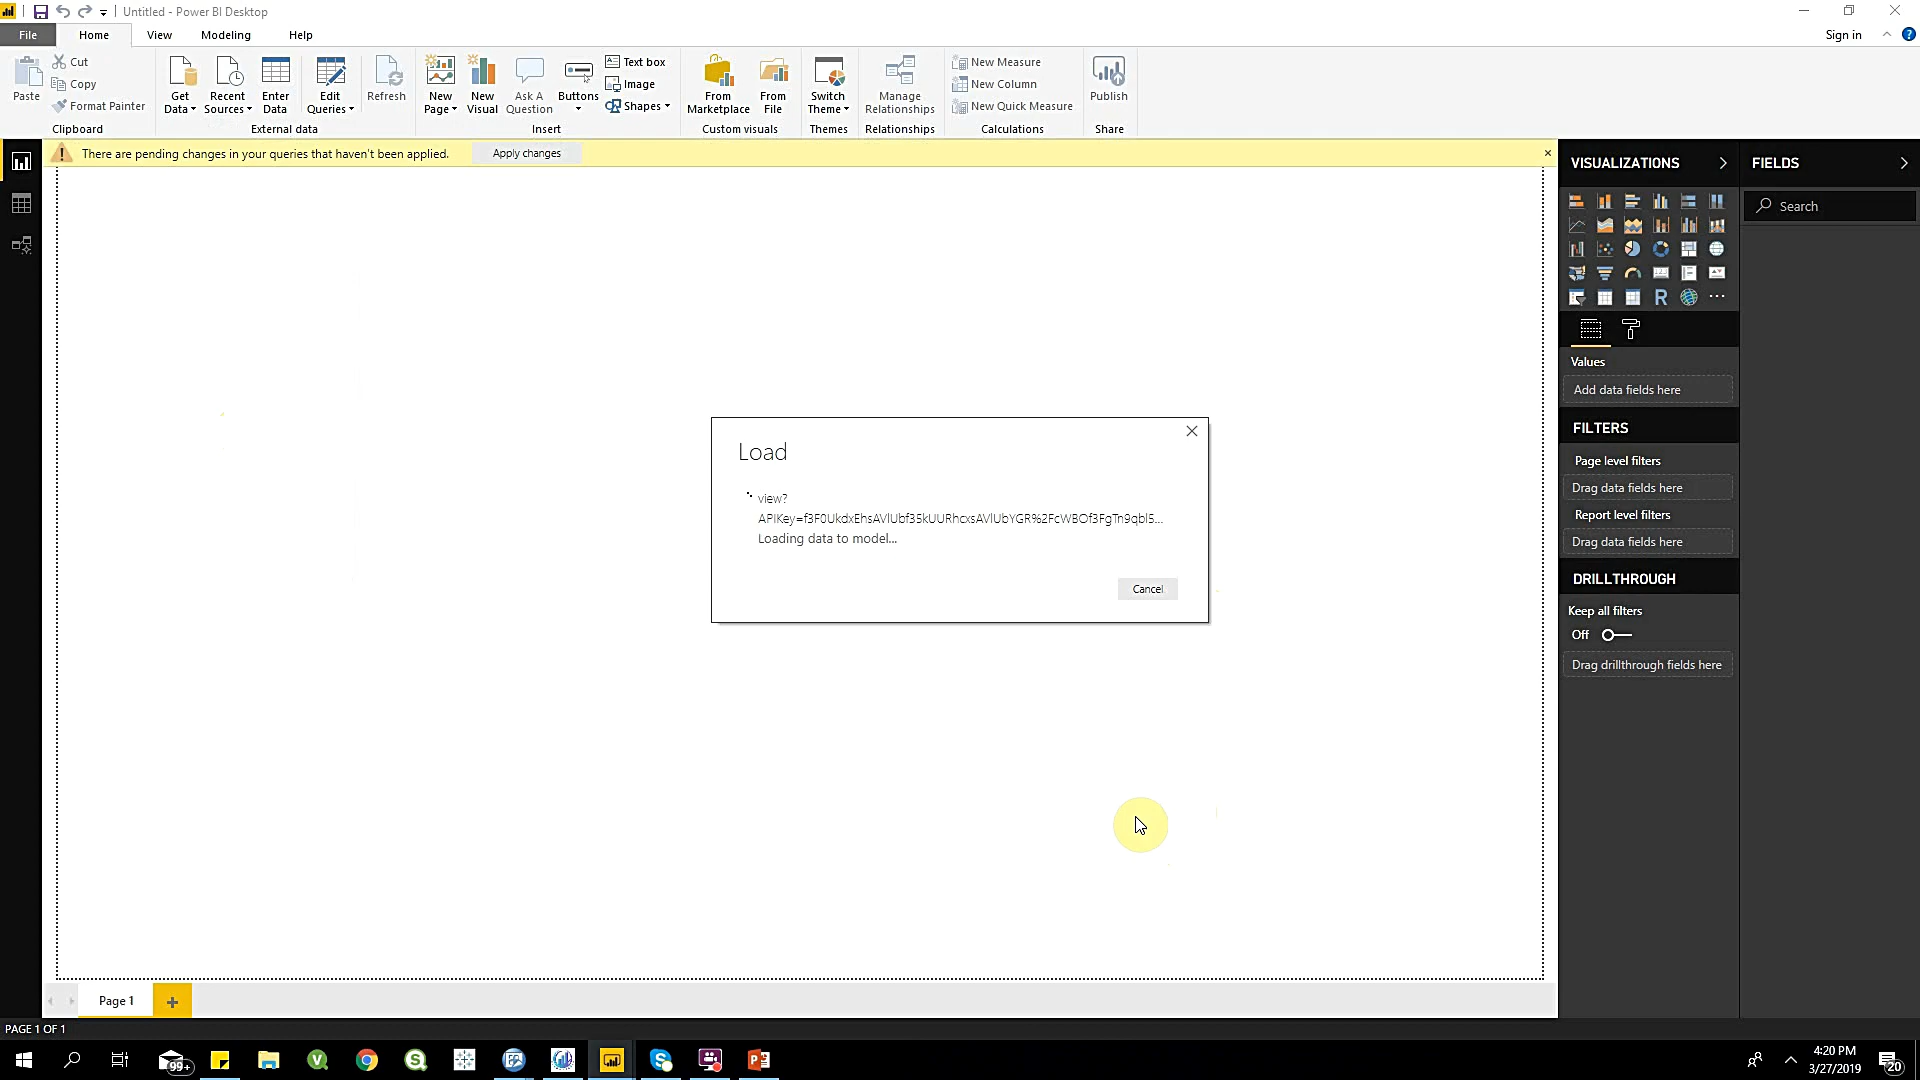 Untitled - Power BI Desktop
File Home View Modeling Help Sign in
Paste
Cut
Copy
Format Painter
Clipboard
Get Data
Recent Sources
Enter Data
Edit Queries
Refresh
External data
New Page
New Visual
Ask A Question
Buttons
Text box
Image
Shapes
Insert
From Marketplace
From File
Custom visuals
Switch Theme
Themes
Manage Relationships
Relationships
New Measure
New Column
New Quick Measure
Calculations
Publish
Share
There are pending changes in your queries that haven't been applied. Apply changes
VISUALIZATIONS
FIELDS
Search
Values
Add data fields here
FILTERS
Page level filters
Drag data fields here
Report level filters
Drag data fields here
DRILLTHROUGH
Keep all filters
Off
Drag drillthrough fields here
Load
view?
APIKey=f3F0UkdxEhsAVlUbf35kUURhcxsAVlUbYGR%2FcWBOf3FgTn9qbl5...
Loading data to model...
Cancel
Page 1
PAGE 1 OF 1
99+
4:20 PM
3/27/2019
20